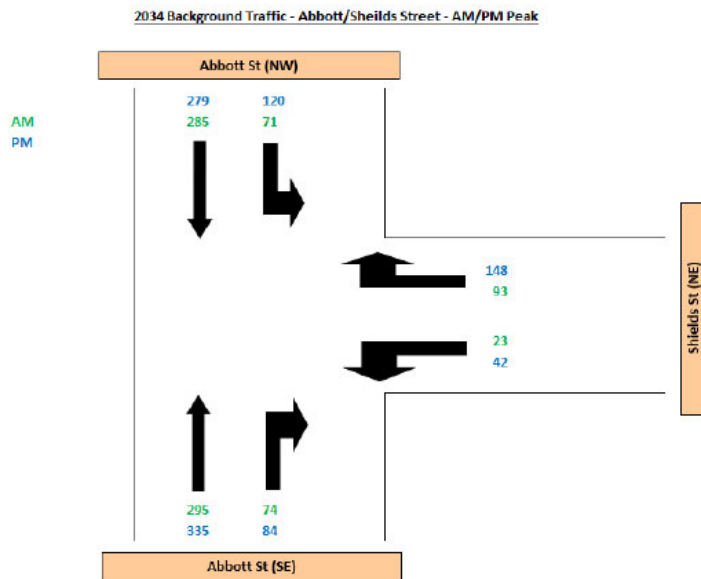 2034 Background Traffic - Abbott/Sheilds Street - AM/PM Peak
Abbott St (NW)
279 120
AM 285 71
PM
148
93
Shields St (NE)
23
42
295 74
335 84
Abbott St (SE)